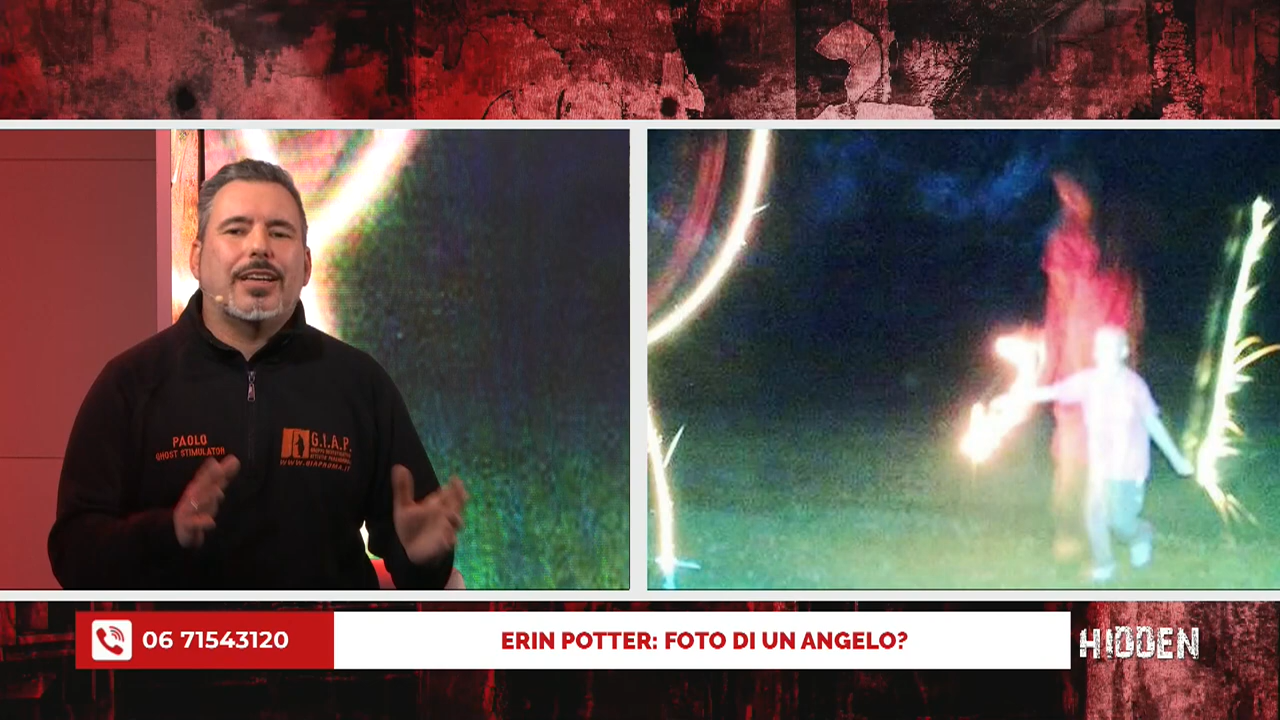 PAOLO
GHOST STIMULATOR
G.I.A.P.
WWW.GIAPROMA.IT
06 71543120
ERIN POTTER: FOTO DI UN ANGELO?
HIDDEN